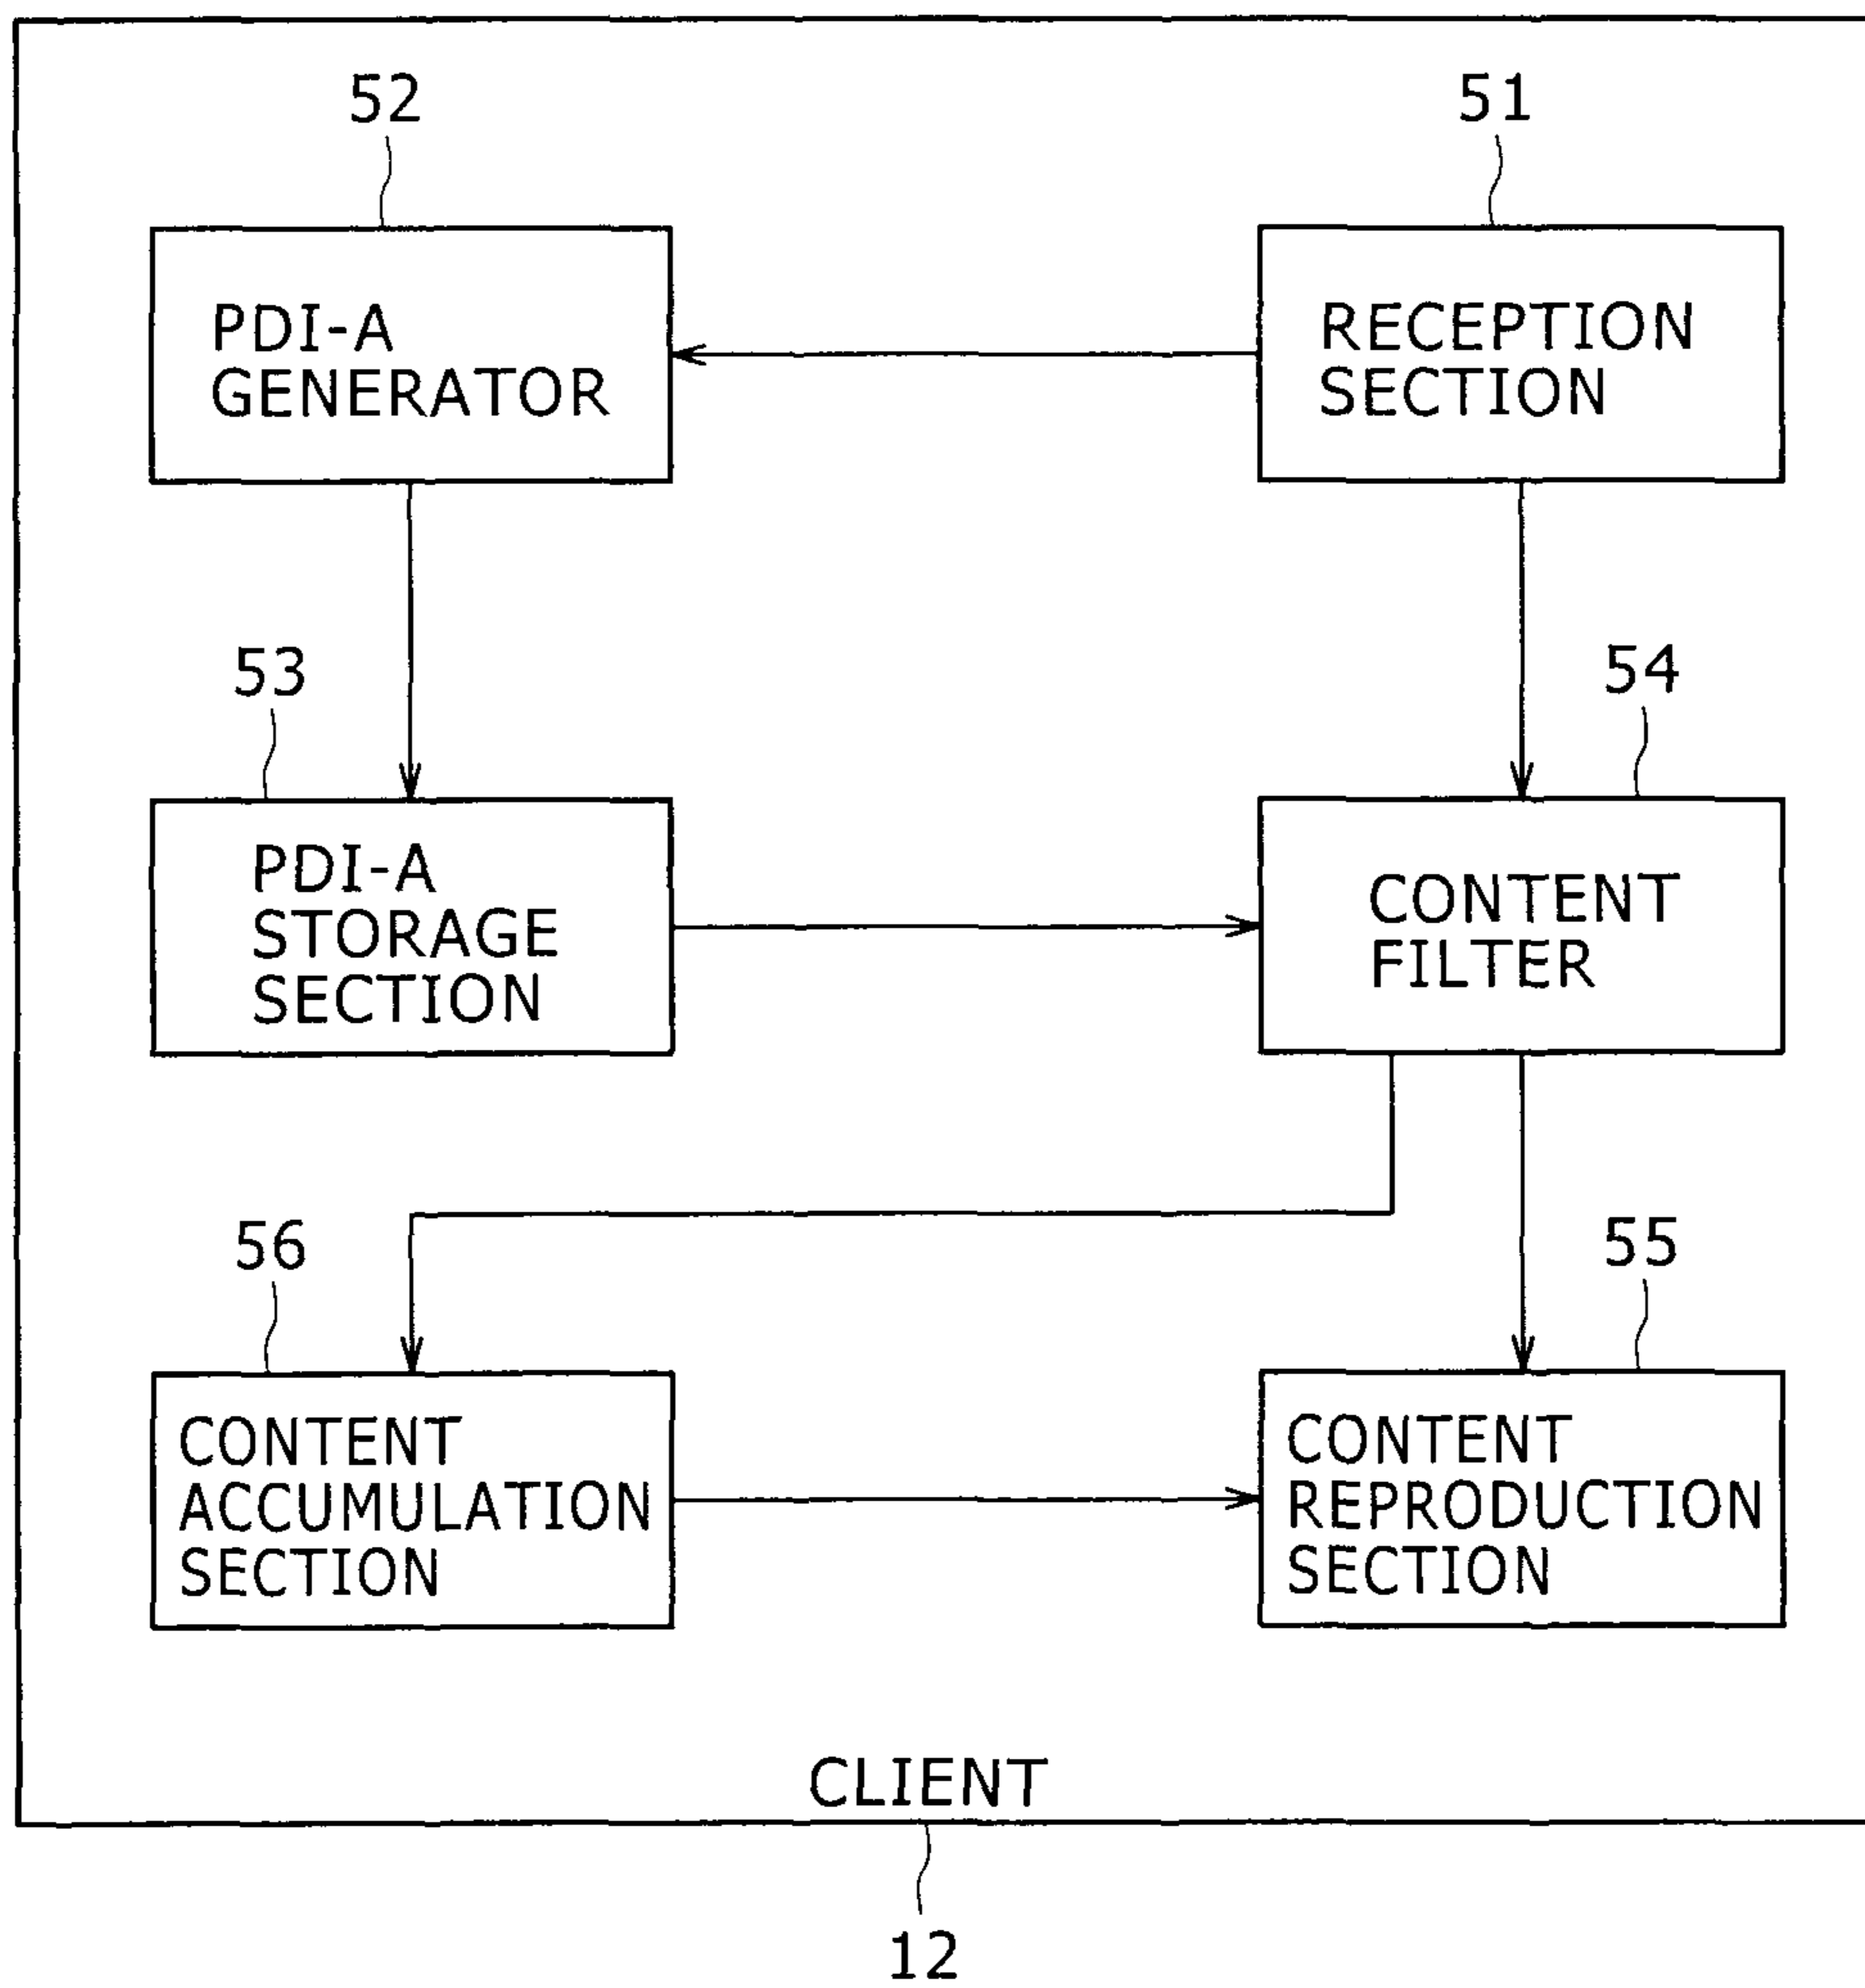 52
51
PDI-A
GENERATOR
RECEPTION
SECTION
53
54
PDI-A
STORAGE
SECTION
CONTENT
FILTER
56
55
CONTENT
ACCUMULATION
SECTION
CONTENT
REPRODUCTION
SECTION
CLIENT
12